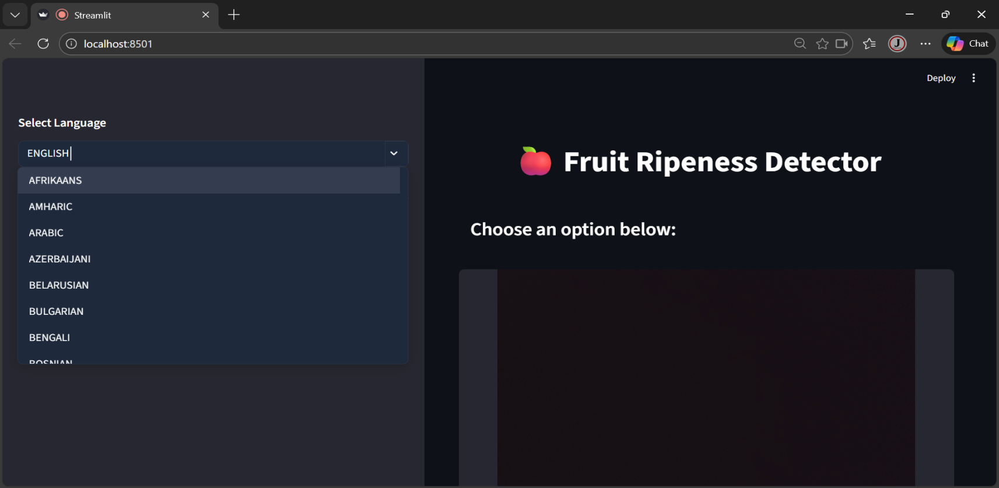 Streamlit
localhost:8501
J
Chat
Deploy
Select Language
ENGLISH
AFRIKAANS
AMHARIC
ARABIC
AZERBAIJANI
BELARUSIAN
BULGARIAN
BENGALI
BOSNIAN
🍎 Fruit Ripeness Detector
Choose an option below: